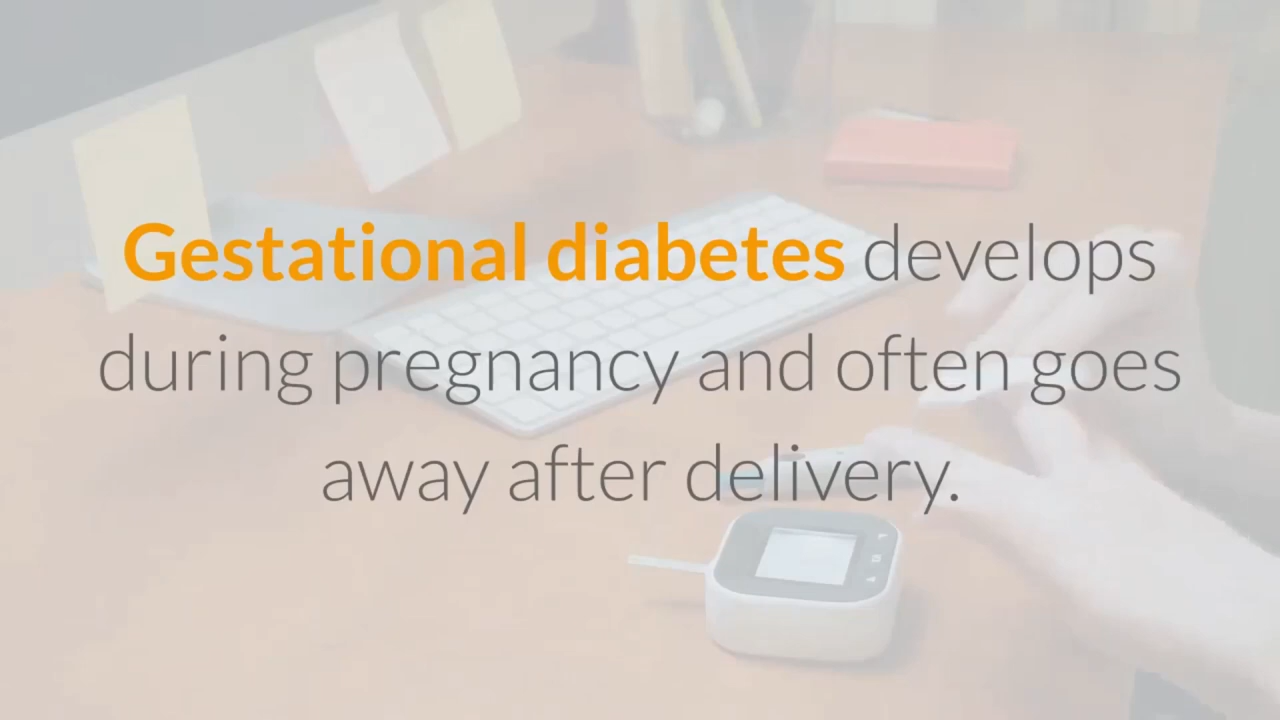 Gestational diabetes develops
during pregnancy and often goes
away after delivery.